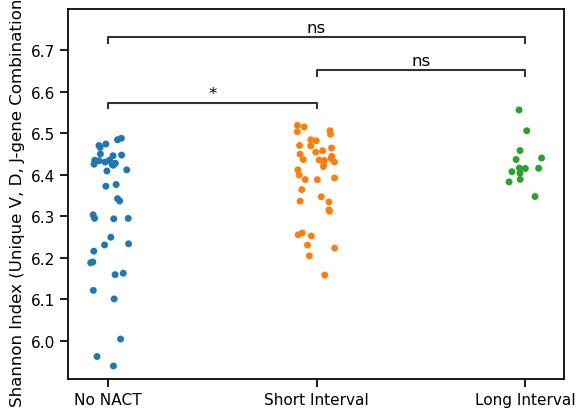 Shannon Index (Unique V, D, J-gene Combination
ns
ns
*
6.7
6.6
6.5
6.4
6.3
6.2
6.1
6.0
No NACT Short Interval Long Interval